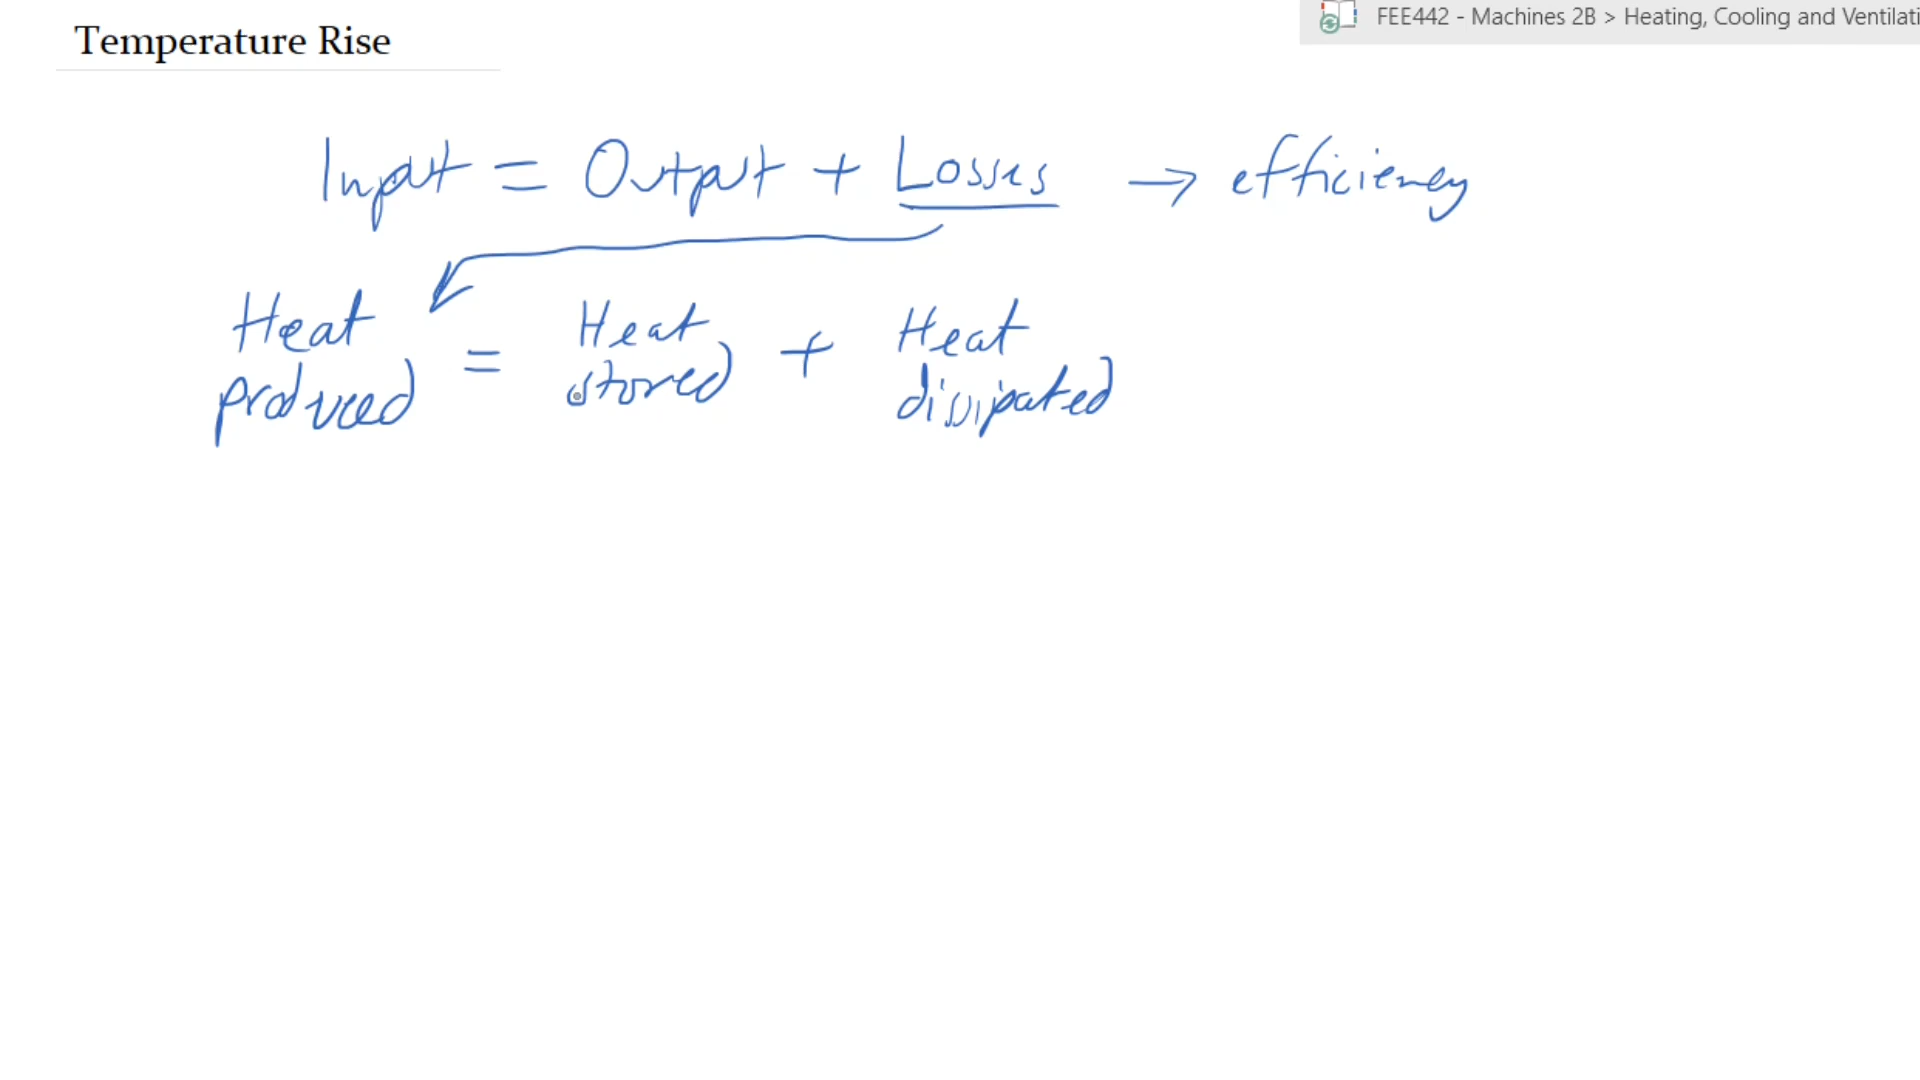 Temperature Rise
FEE442 - Machines 2B > Heating, Cooling and Ventilati
Input = Output + Losses → efficiency
Heat produced = Heat stored + Heat dissipated